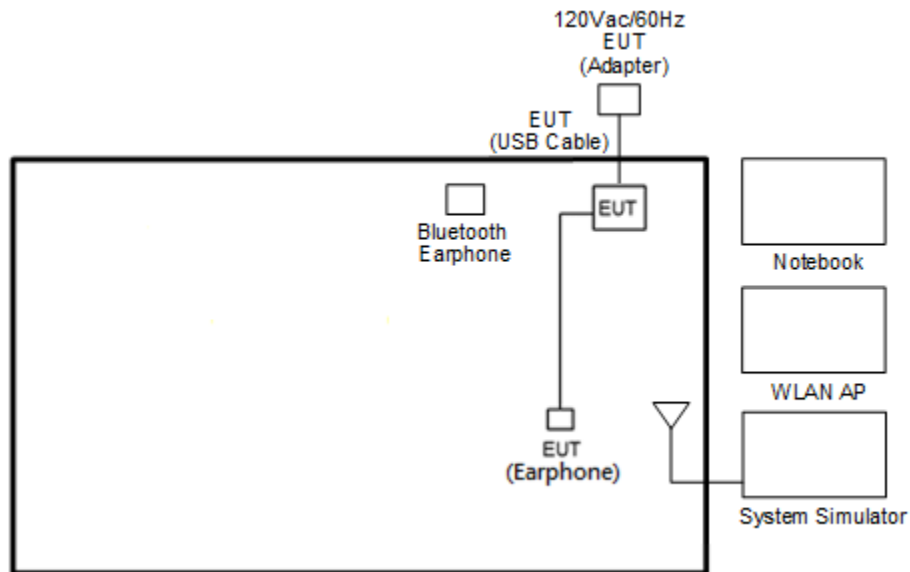 120Vac/60Hz
EUT
(Adapter)
EUT
(USB Cable)
EUT
Bluetooth
Earphone
Notebook
WLAN AP
EUT
(Earphone)
System Simulator